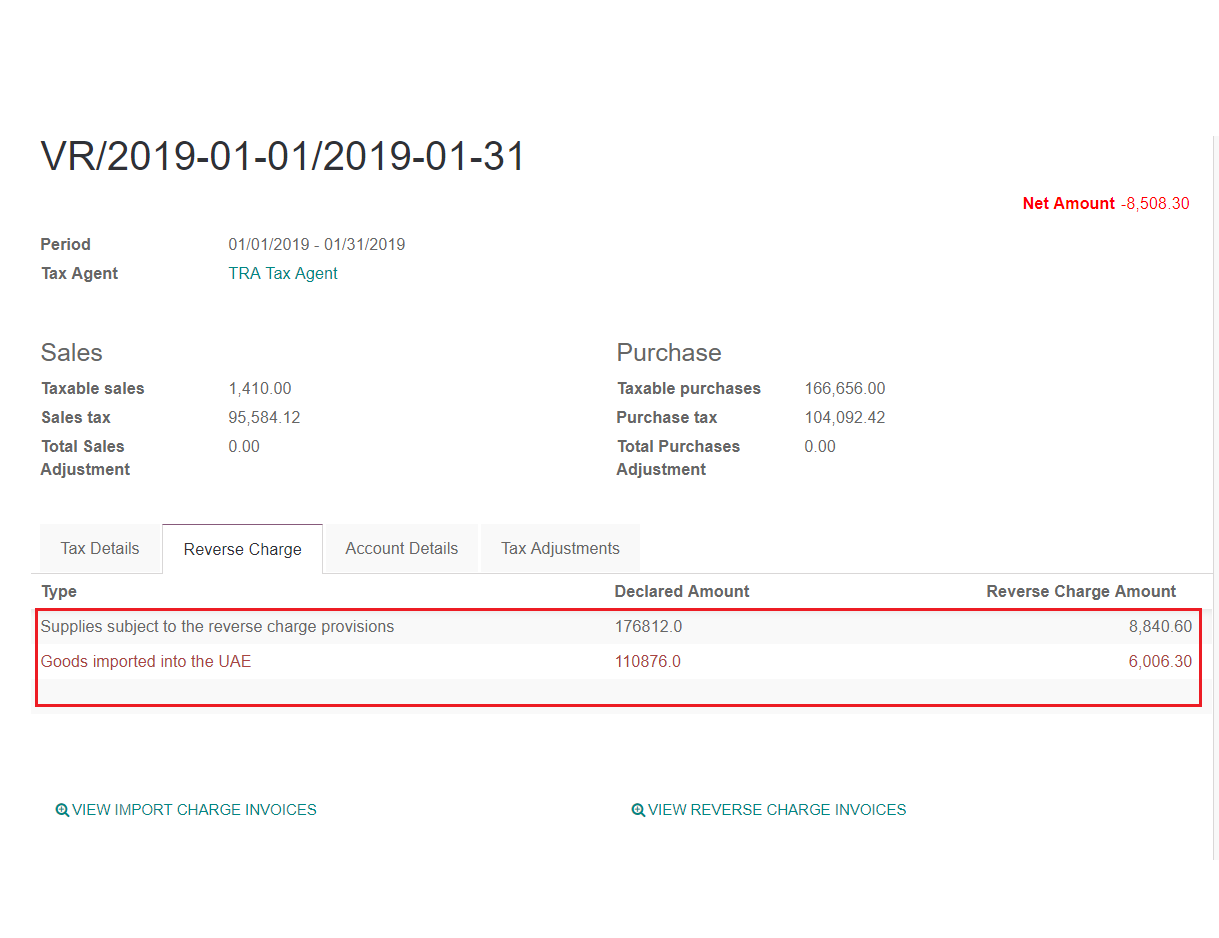 VR/2019-01-01/2019-01-31
Net Amount -8,508.30
Period 01/01/2019 - 01/31/2019
Tax Agent TRA Tax Agent
Sales
Taxable sales 1,410.00
Sales tax 95,584.12
Total Sales Adjustment 0.00
Purchase
Taxable purchases 166,656.00
Purchase tax 104,092.42
Total Purchases Adjustment 0.00
Tax Details Reverse Charge Account Details Tax Adjustments
Type Declared Amount Reverse Charge Amount
Supplies subject to the reverse charge provisions 176812.0 8,840.60
Goods imported into the UAE 110876.0 6,006.30
VIEW IMPORT CHARGE INVOICES VIEW REVERSE CHARGE INVOICES